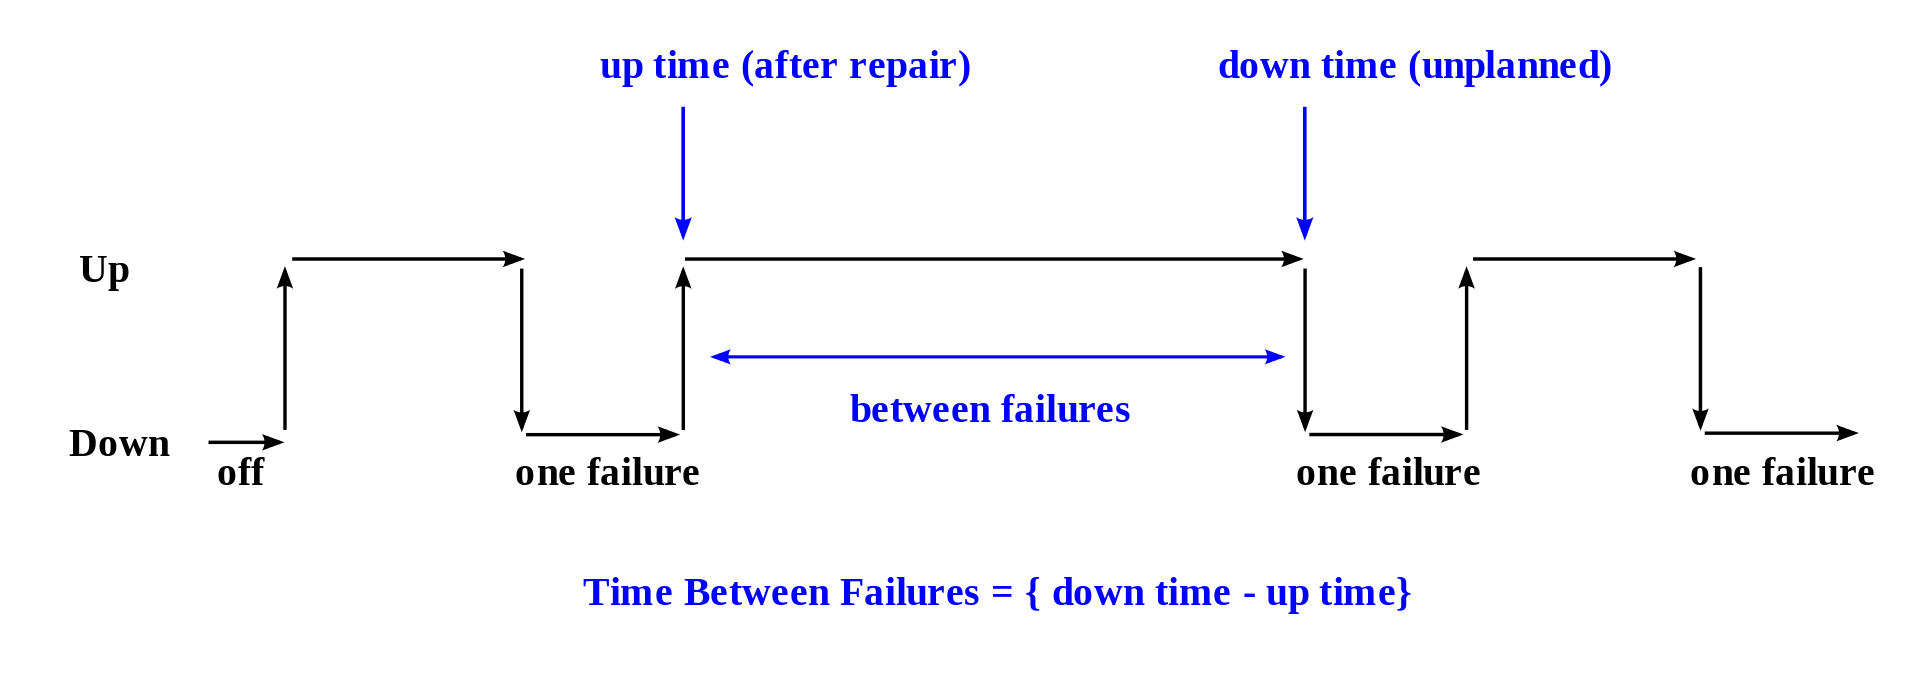 up time (after repair)
down time (unplanned)
Up
between failures
Down
off
one failure
one failure
one failure
Time Between Failures = { down time - up time}